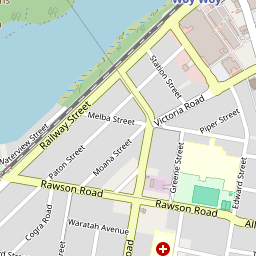 Woy Woy
Station Street
Railway Street
Melba Street
Victoria Road
Piper Street
Waterview Street
Paton Street
Moana Street
Greene Street
Edward Street
Rawson Road
Rawson Road
Cogra Road
Waratah Avenue